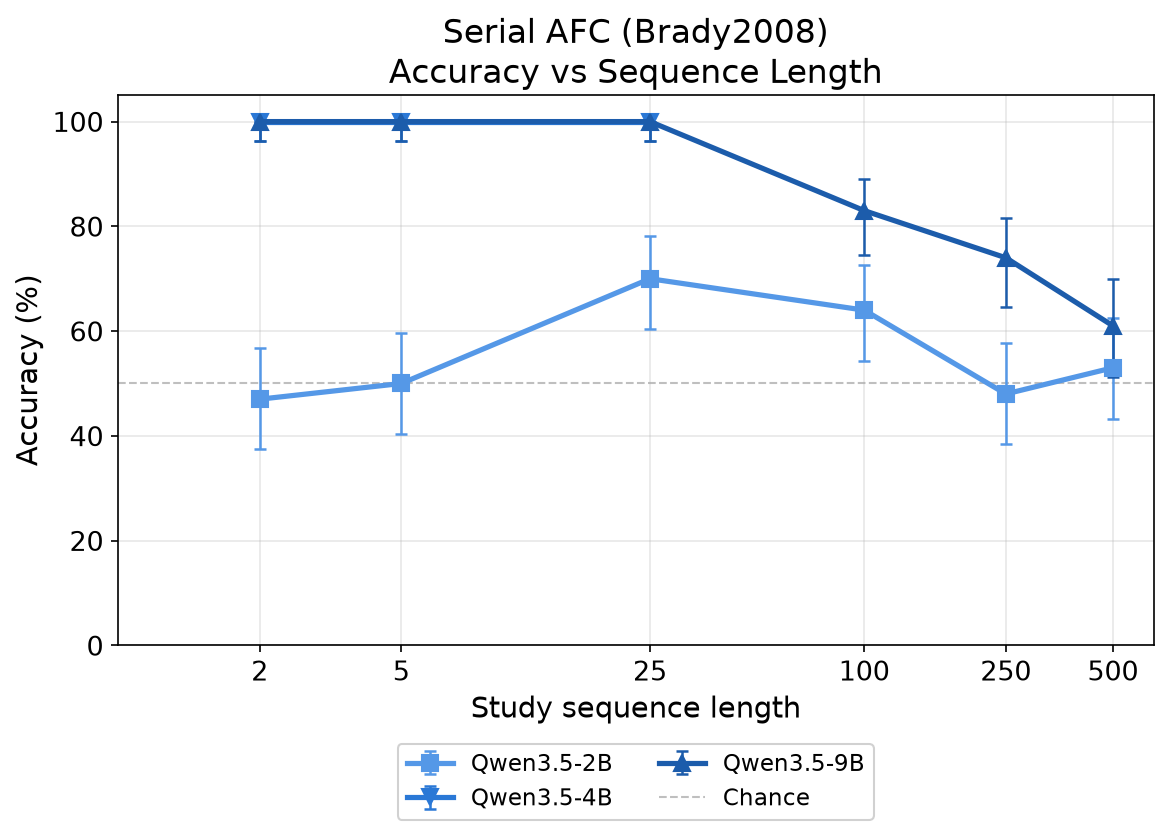 Serial AFC (Brady2008)
Accuracy vs Sequence Length
Accuracy (%)
100
80
60
40
20
0
2 5 25 100 250 500
Study sequence length
Qwen3.5-2B Qwen3.5-9B
Qwen3.5-4B Chance